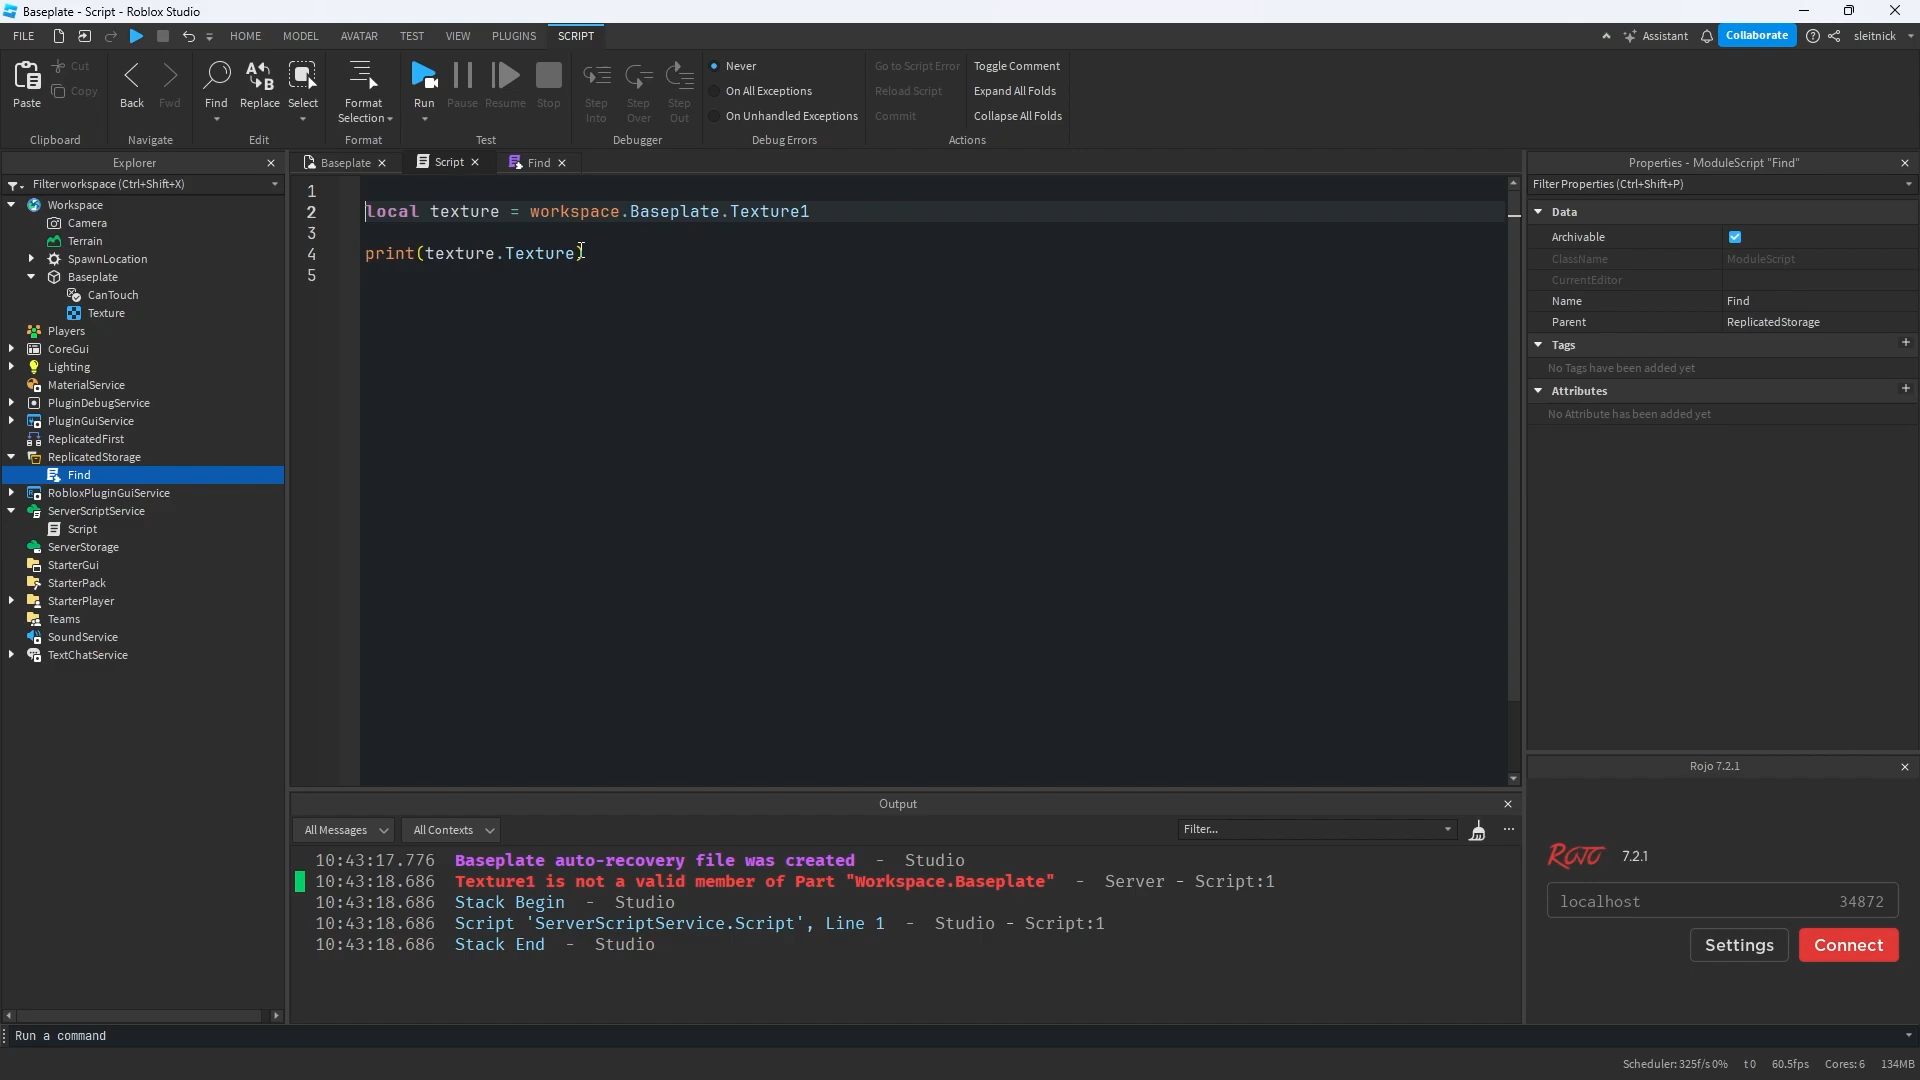 Baseplate - Script - Roblox Studio
FILE
HOME
MODEL
AVATAR
TEST
VIEW
PLUGINS
SCRIPT
Assistant
Collaborate
sleitnick
Paste
Cut
Copy
Clipboard
Back
Fwd
Navigate
Find
Replace
Select
Edit
Format
Selection
Format
Run
Pause
Resume
Stop
Test
Step
Into
Step
Over
Step
Out
Debugger
Never
On All Exceptions
On Unhandled Exceptions
Debug Errors
Go to Script Error
Reload Script
Commit
Toggle Comment
Expand All Folds
Collapse All Folds
Actions
Explorer
Filter workspace (Ctrl+Shift+X)
Workspace
Camera
Terrain
SpawnLocation
Baseplate
CanTouch
Texture
Players
CoreGui
Lighting
MaterialService
PluginDebugService
PluginGuiService
ReplicatedFirst
ReplicatedStorage
Find
RobloxPluginGuiService
ServerScriptService
Script
ServerStorage
StarterGui
StarterPack
StarterPlayer
Teams
SoundService
TextChatService
Baseplate
Script
Find
1
2 local texture = workspace.Baseplate.Texture1
3
4 print(texture.Texture)
5
Output
All Messages
All Contexts
Filter...
10:43:17.776 Baseplate auto-recovery file was created - Studio
10:43:18.686 Texture1 is not a valid member of Part "Workspace.Baseplate" - Server - Script:1
10:43:18.686 Stack Begin - Studio
10:43:18.686 Script 'ServerScriptService.Script', Line 1 - Studio - Script:1
10:43:18.686 Stack End - Studio
Properties - ModuleScript "Find"
Filter Properties (Ctrl+Shift+P)
Data
Archivable
ClassName ModuleScript
CurrentEditor
Name Find
Parent ReplicatedStorage
Tags
No Tags have been added yet
Attributes
No Attribute has been added yet
Rojo 7.2.1
ROJO 7.2.1
localhost 34872
Settings
Connect
Run a command
Scheduler: 325f/s 0% t0 60.5fps Cores: 6 134MB